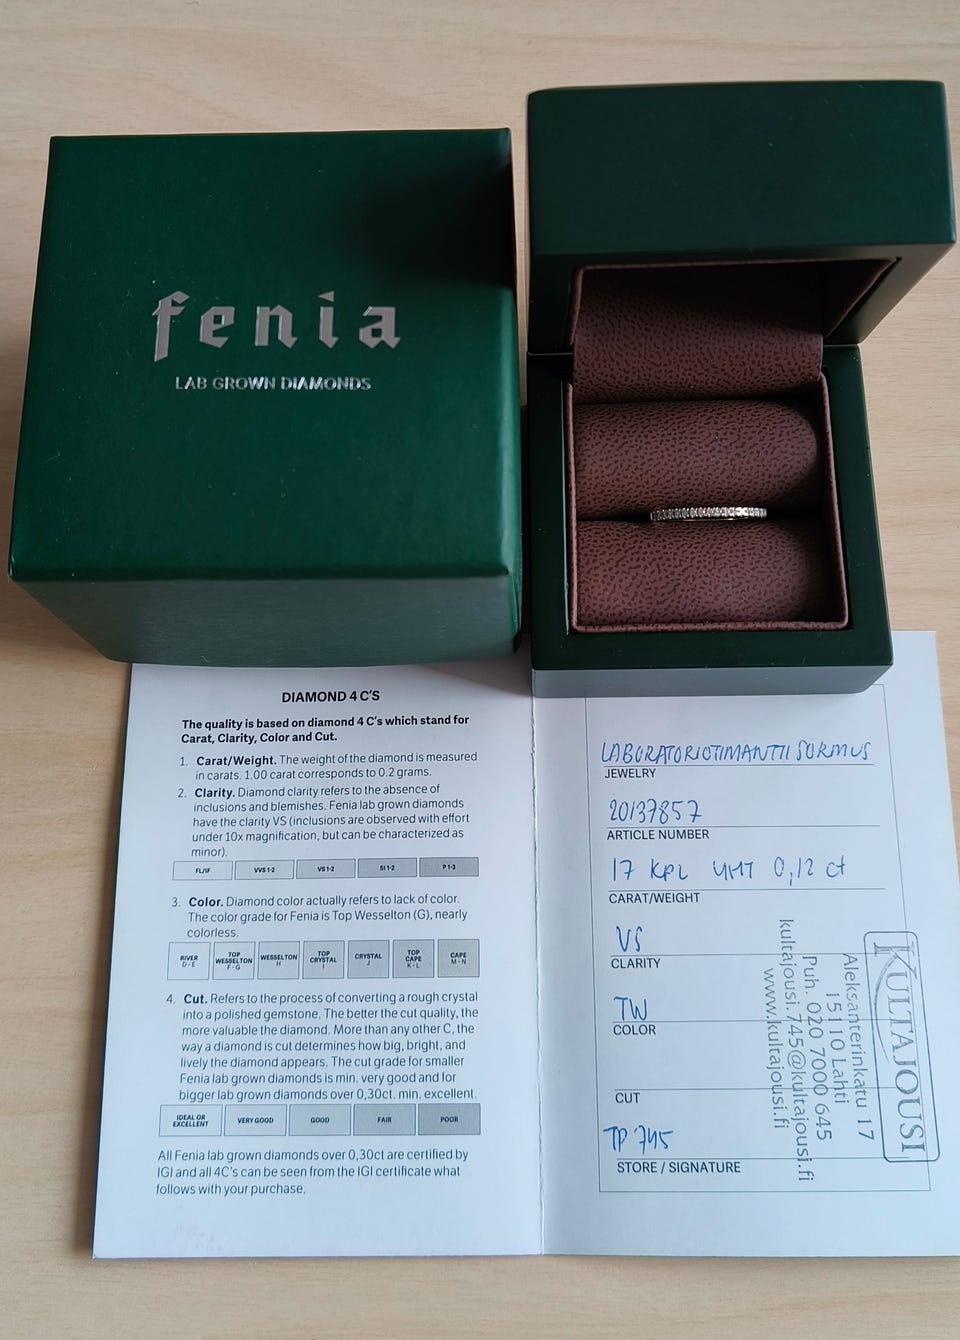 fenia
LAB GROWN DIAMONDS
DIAMOND 4 C'S
The quality is based on diamond 4 C's which stand for
Carat, Clarity, Color and Cut.
1. Carat/Weight. The weight of the diamond is measured
in carats. 1.00 carat corresponds to 0.2 grams.
2. Clarity. Diamond clarity refers to the absence of
inclusions and blemishes. Fenia lab grown diamonds
have the clarity VS (inclusions are observed with effort
under 10x magnification, but can be characterized as
minor).
FL/IF VVS 1-2 VS 1-2 SI 1-2 P 1-3
3. Color. Diamond color actually refers to lack of color.
The color grade for Fenia is Top Wesselton (G), nearly
colorless.
RIVER D-E TOP WESSELTON F-G WESSELTON H TOP CRYSTAL I CRYSTAL J TOP CAPE K-L CAPE M-N
4. Cut. Refers to the process of converting a rough crystal
into a polished gemstone. The better the cut quality, the
more valuable the diamond. More than any other C, the
way a diamond is cut determines how big, bright, and
lively the diamond appears. The cut grade for smaller
Fenia lab grown diamonds is min. very good and for
bigger lab grown diamonds over 0,30ct. min. excellent.
IDEAL OR EXCELLENT VERY GOOD GOOD FAIR POOR
All Fenia lab grown diamonds over 0,30ct are certified by
IGI and all 4C's can be seen from the IGI certificate what
follows with your purchase.
LABORATORIOTIMANTTI SORMUS
JEWELRY
20137857
ARTICLE NUMBER
17 KPL YHT 0,12 ct
CARAT/WEIGHT
VS
CLARITY
TW
COLOR
CUT
TP 745
STORE / SIGNATURE
KULTAJOUSI
Aleksanterinkatu 17
15110 Lahti
Puh. 020 7000 645
kultajousi.745@kultajousi.fi
www.kultajousi.fi